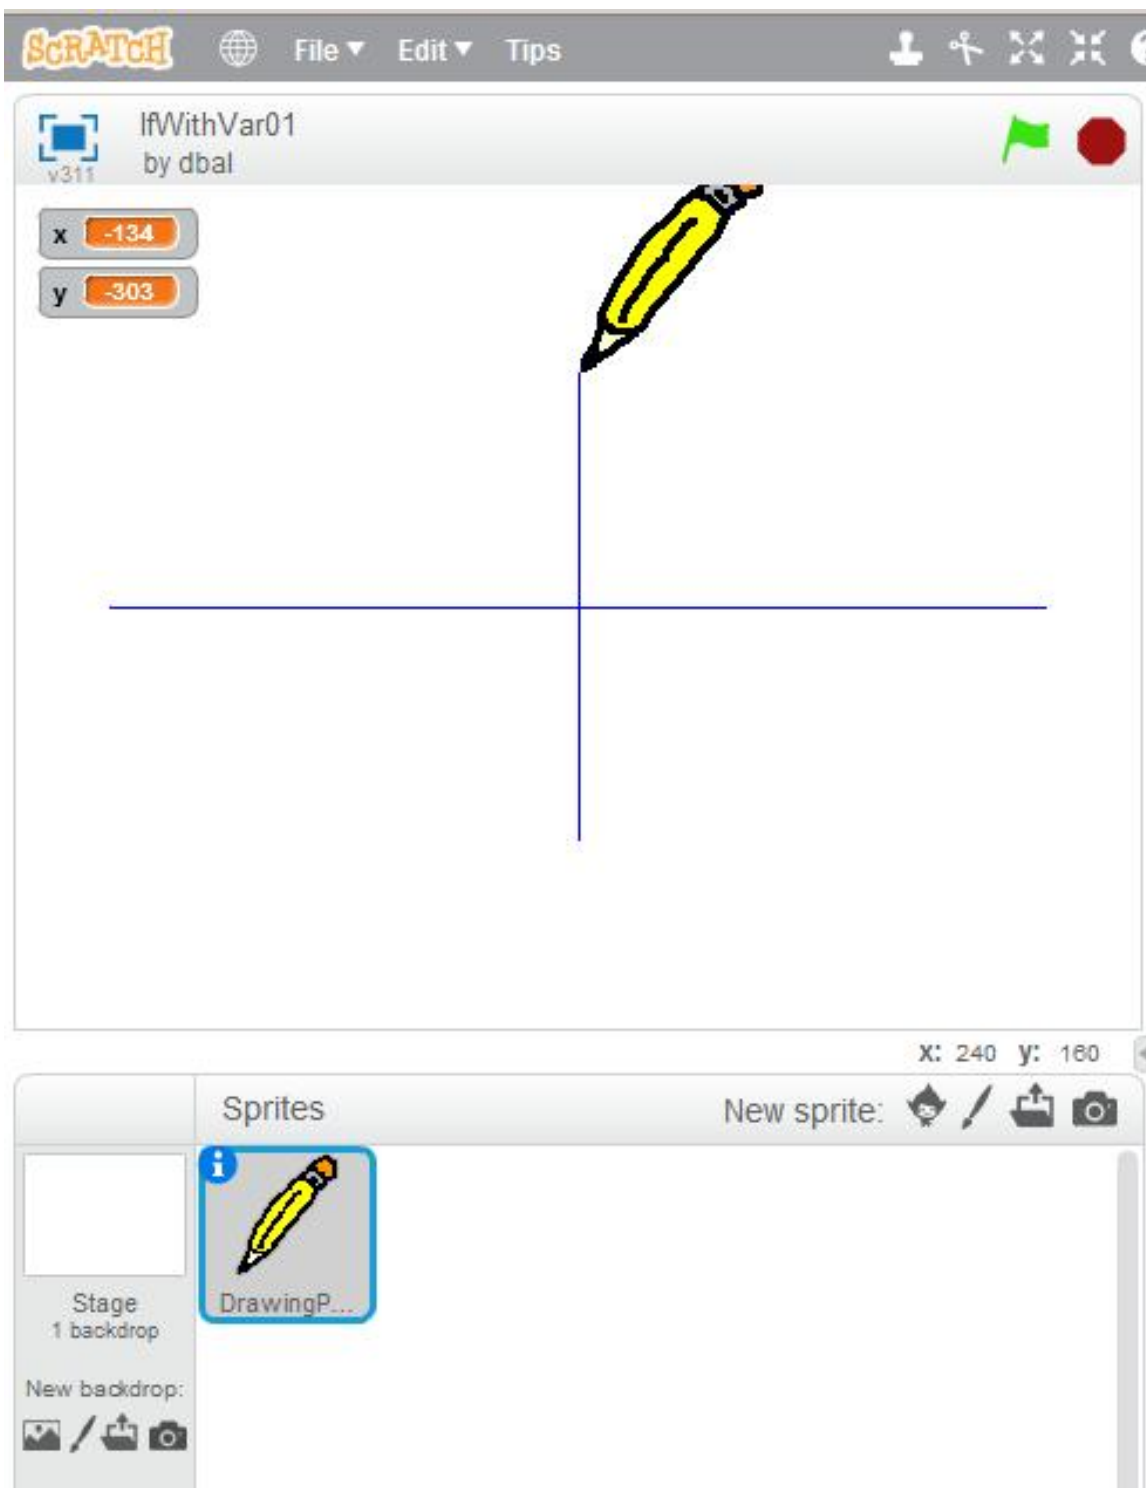 SCRATCH File Edit Tips
IfWithVar01
by dbal
v311
x -134
y -303
x: 240 y: 160
Sprites New sprite:
DrawingP...
Stage
1 backdrop
New backdrop: